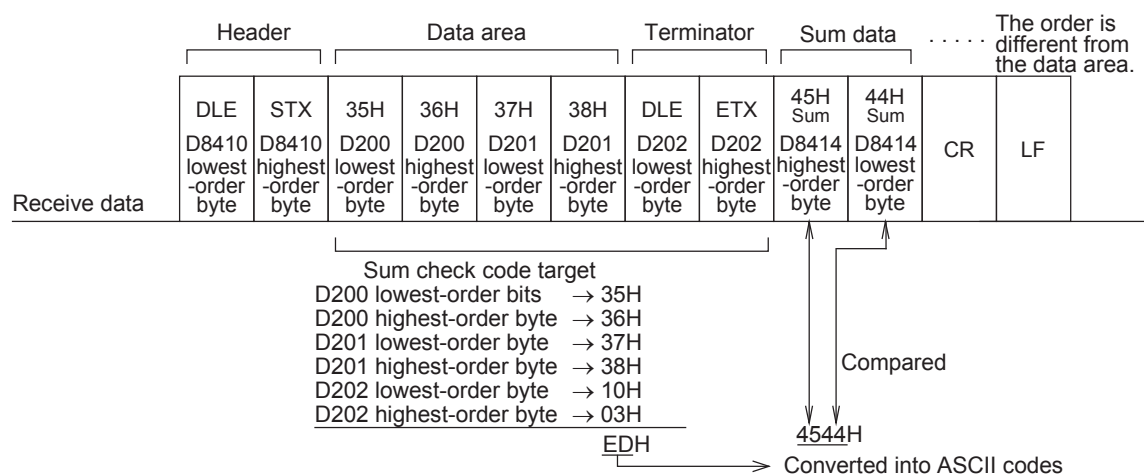 Header Data area Terminator Sum data . . . . . The order is
different from
the data area.
DLE STX 35H 36H 37H 38H DLE ETX 45H 44H CR LF
Sum Sum
D8410 D8410 D200 D200 D201 D201 D202 D202 D8414 D8414
lowest highest lowest highest lowest highest lowest highest highest lowest
-order -order -order -order -order -order -order -order -order -order
Receive data byte byte byte byte byte byte byte byte byte byte
Sum check code target
D200 lowest-order bits → 35H
D200 highest-order byte → 36H
D201 lowest-order byte → 37H
D201 highest-order byte → 38H
D202 lowest-order byte → 10H
D202 highest-order byte → 03H
Compared
EDH 4544H
Converted into ASCII codes